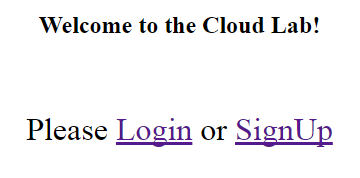 Welcome to the Cloud Lab!
Please Login or SignUp